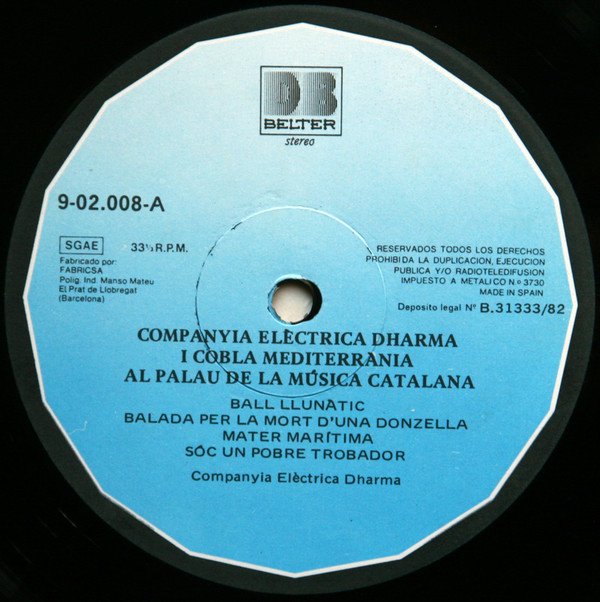 DB
BELTER
stereo
9-02.008-A
SGAE
33⅓ R.P.M.
Fabricado por:
FABRICSA
Polig. Ind. Manso Mateu
El Prat de Llobregat
(Barcelona)
RESERVADOS TODOS LOS DERECHOS
PROHIBIDA LA DUPLICACION, EJECUCION
PUBLICA Y/O RADIOTELEDIFUSION
IMPUESTO A METALICO N.º 3730
MADE IN SPAIN
Deposito legal Nº B.31333/82
COMPANYIA ELÈCTRICA DHARMA
I COBLA MEDITERRÀNIA
AL PALAU DE LA MÚSICA CATALANA
BALL LLUNÀTIC
BALADA PER LA MORT D'UNA DONZELLA
MATER MARÍTIMA
SÓC UN POBRE TROBADOR
Companyia Elèctrica Dharma